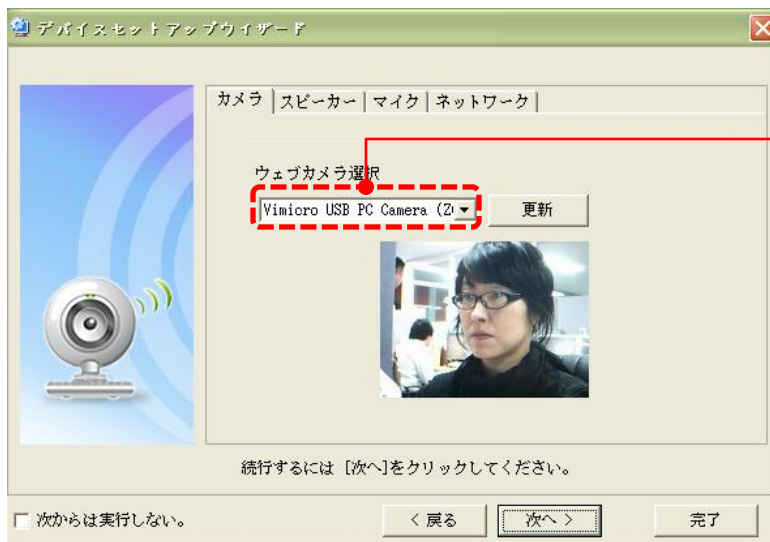 デバイスセットアップウィザード
カメラ スピーカー マイク ネットワーク
ウェブカメラ選択
Vimicro USB PC Camera (Z 更新
続行するには [次へ]をクリックしてください。
次からは実行しない。 < 戻る 次へ > 完了